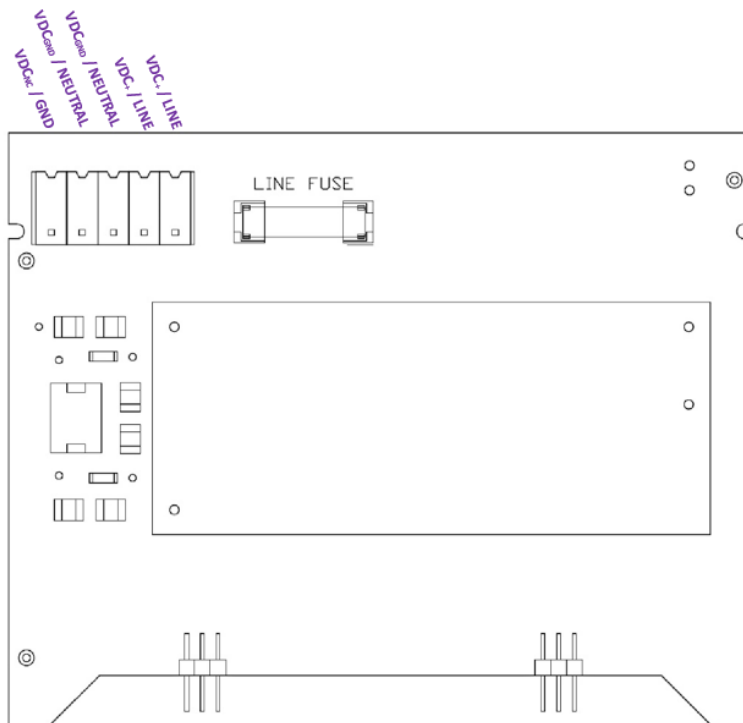 VDCNC / GND
VDCGND / NEUTRAL
VDCGND / NEUTRAL
VDC+ / LINE
VDC+ / LINE
LINE FUSE